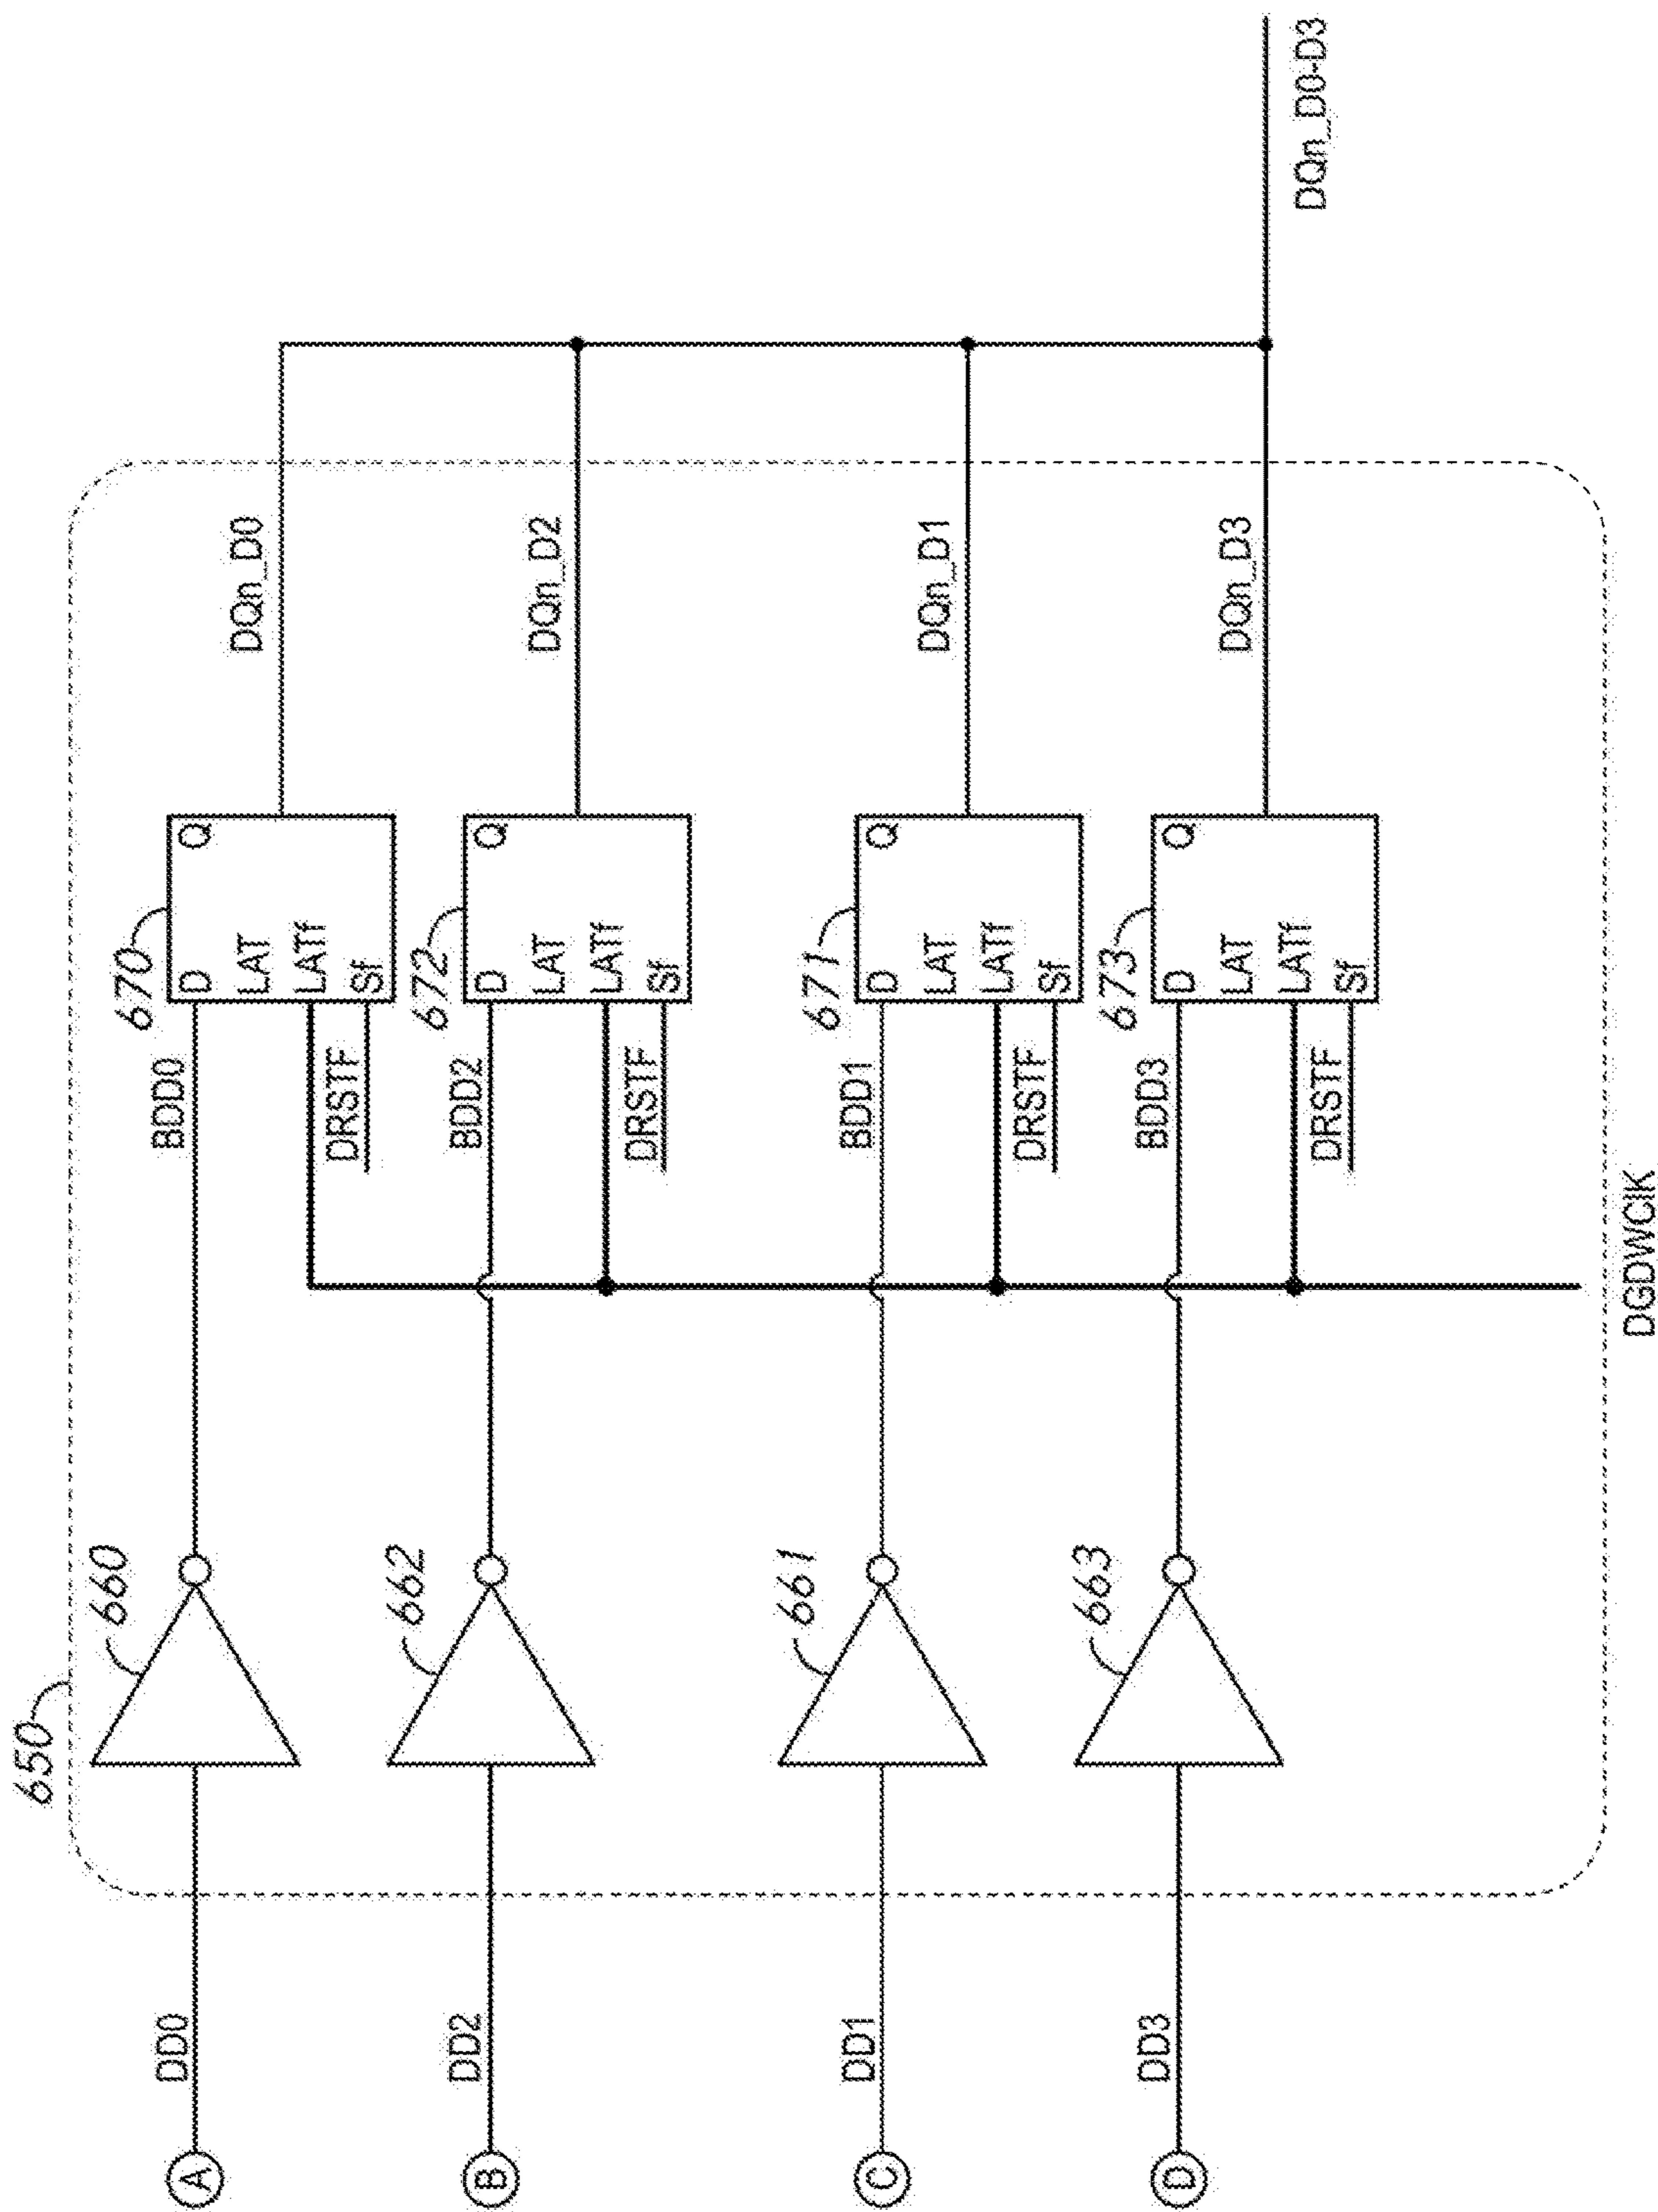 650
A
DD0
660
BDD0
670
D
Q
LAT
LATf
Sf
DRSTF
DQn_D0
B
DD2
662
BDD2
672
D
Q
LAT
LATf
Sf
DRSTF
DQn_D2
C
DD1
661
BDD1
671
D
Q
LAT
LATf
Sf
DRSTF
DQn_D1
D
DD3
663
BDD3
673
D
Q
LAT
LATf
Sf
DRSTF
DQn_D3
DQn_D0-D3
DGDWClK